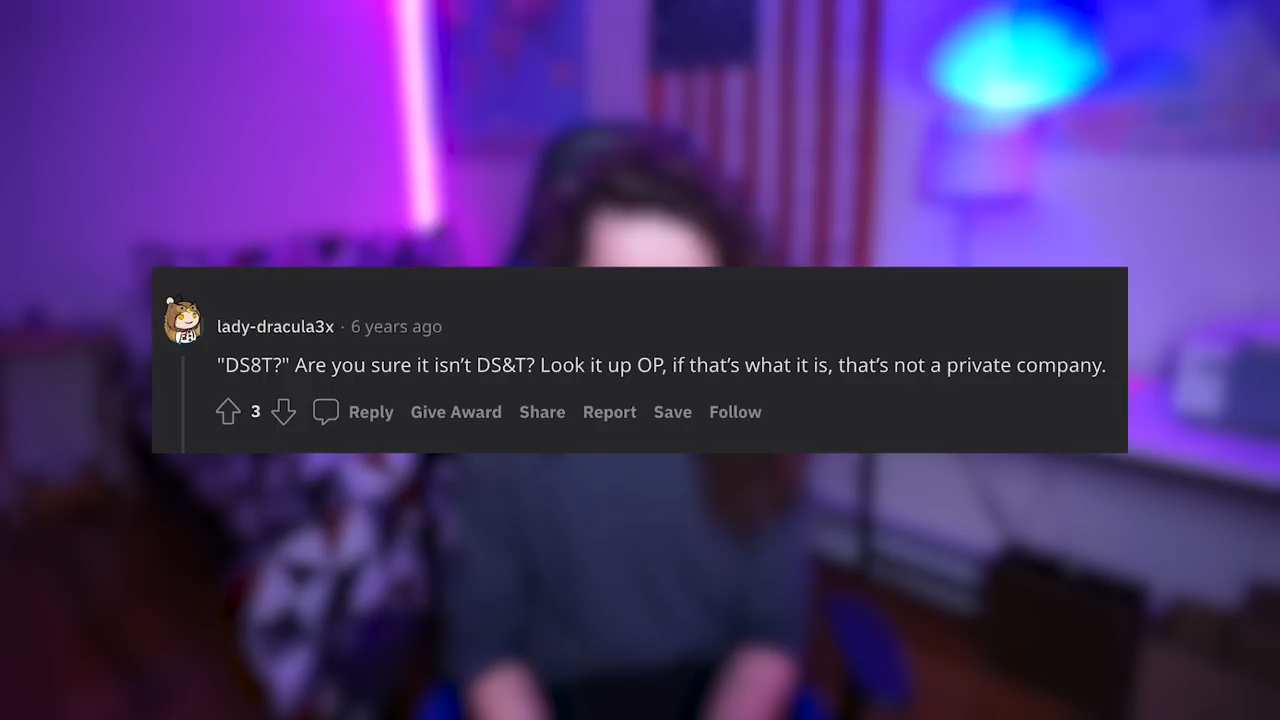 lady-dracula3x · 6 years ago
"DS8T?" Are you sure it isn’t DS&T? Look it up OP, if that’s what it is, that’s not a private company.
3 Reply Give Award Share Report Save Follow